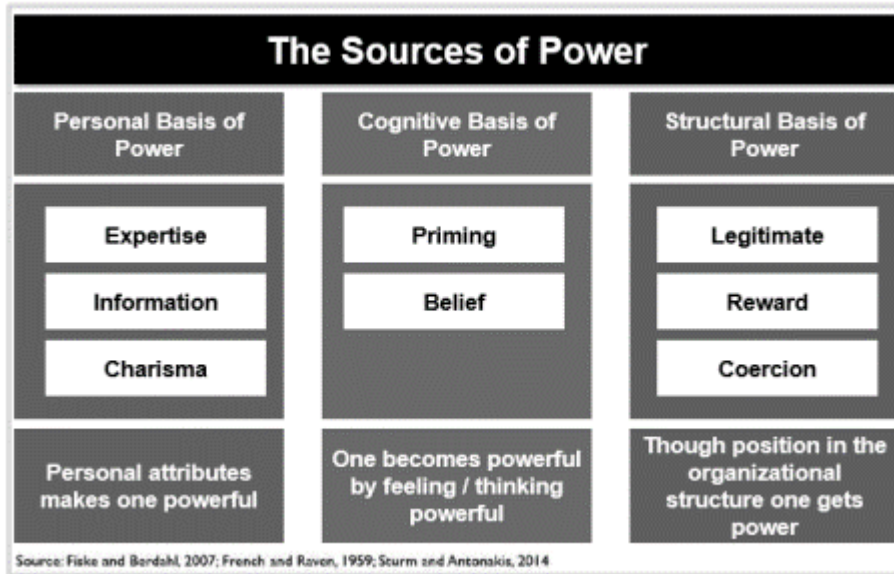 The Sources of Power
Personal Basis of
Power
Expertise
Information
Charisma
Personal attributes
makes one powerful
Cognitive Basis of
Power
Priming
Belief
One becomes powerful
by feeling / thinking
powerful
Structural Basis of
Power
Legitimate
Reward
Coercion
Though position in the
organizational
structure one gets
power
Source: Fiske and Berdahl, 2007; French and Raven, 1959; Sturm and Antonakis, 2014